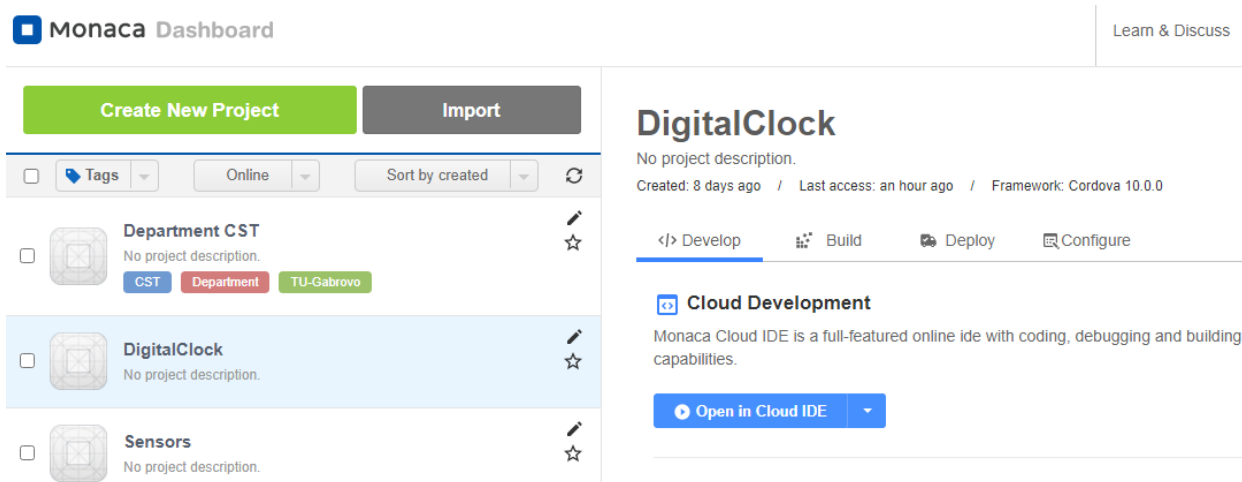 Monaca Dashboard
Learn & Discuss
Create New Project
Import
Tags
Online
Sort by created
Department CST
No project description.
CST
Department
TU-Gabrovo
DigitalClock
No project description.
Sensors
No project description.
DigitalClock
No project description.
Created: 8 days ago / Last access: an hour ago / Framework: Cordova 10.0.0
</> Develop
Build
Deploy
Configure
Cloud Development
Monaca Cloud IDE is a full-featured online ide with coding, debugging and building
capabilities.
Open in Cloud IDE